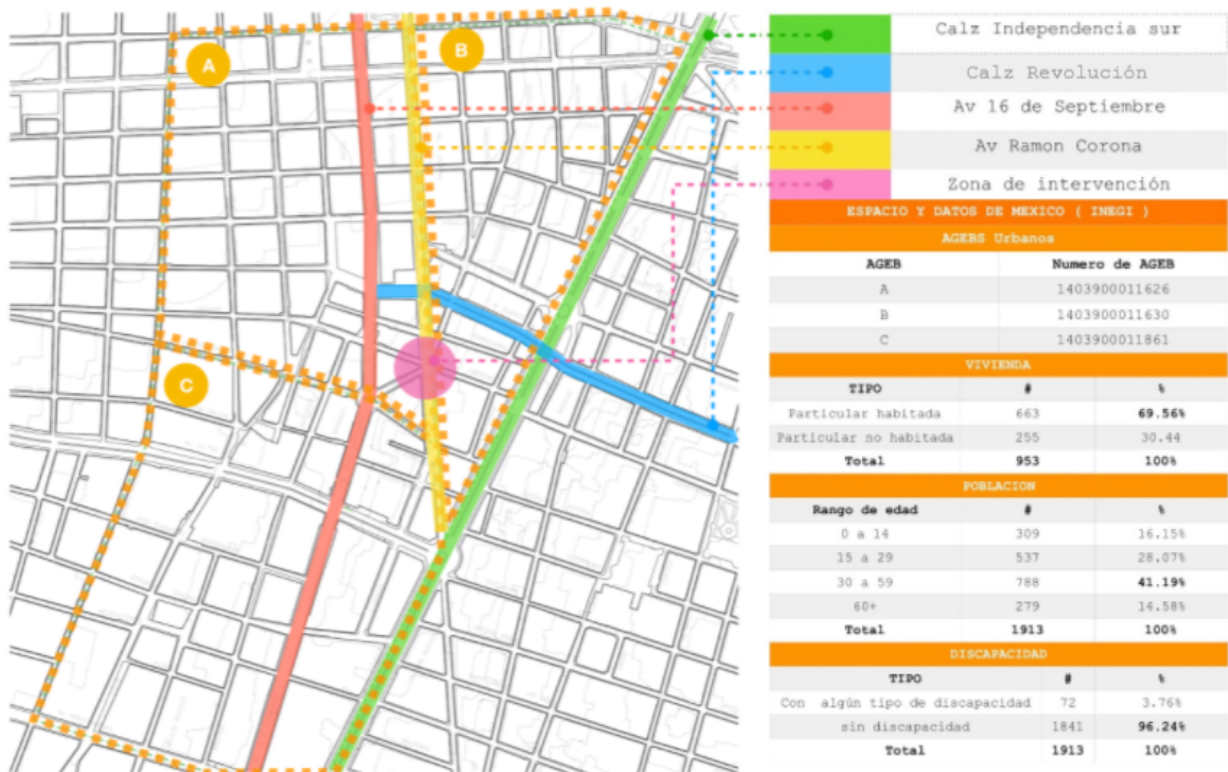 A
B
C
Calz Independencia sur
Calz Revolución
Av 16 de Septiembre
Av Ramon Corona
Zona de intervención
ESPACIO Y DATOS DE MEXICO ( INEGI )
AGEBS Urbanos
AGEB Numero de AGEB
A 1403900011626
B 1403900011630
C 1403900011861
VIVIENDA
TIPO # %
Particular habitada 663 69.56%
Particular no habitada 255 30.44
Total 953 100%
POBLACION
Rango de edad # %
0 a 14 309 16.15%
15 a 29 537 28.07%
30 a 59 788 41.19%
60+ 279 14.58%
Total 1913 100%
DISCAPACIDAD
TIPO # %
Con algún tipo de discapacidad 72 3.76%
sin discapacidad 1841 96.24%
Total 1913 100%